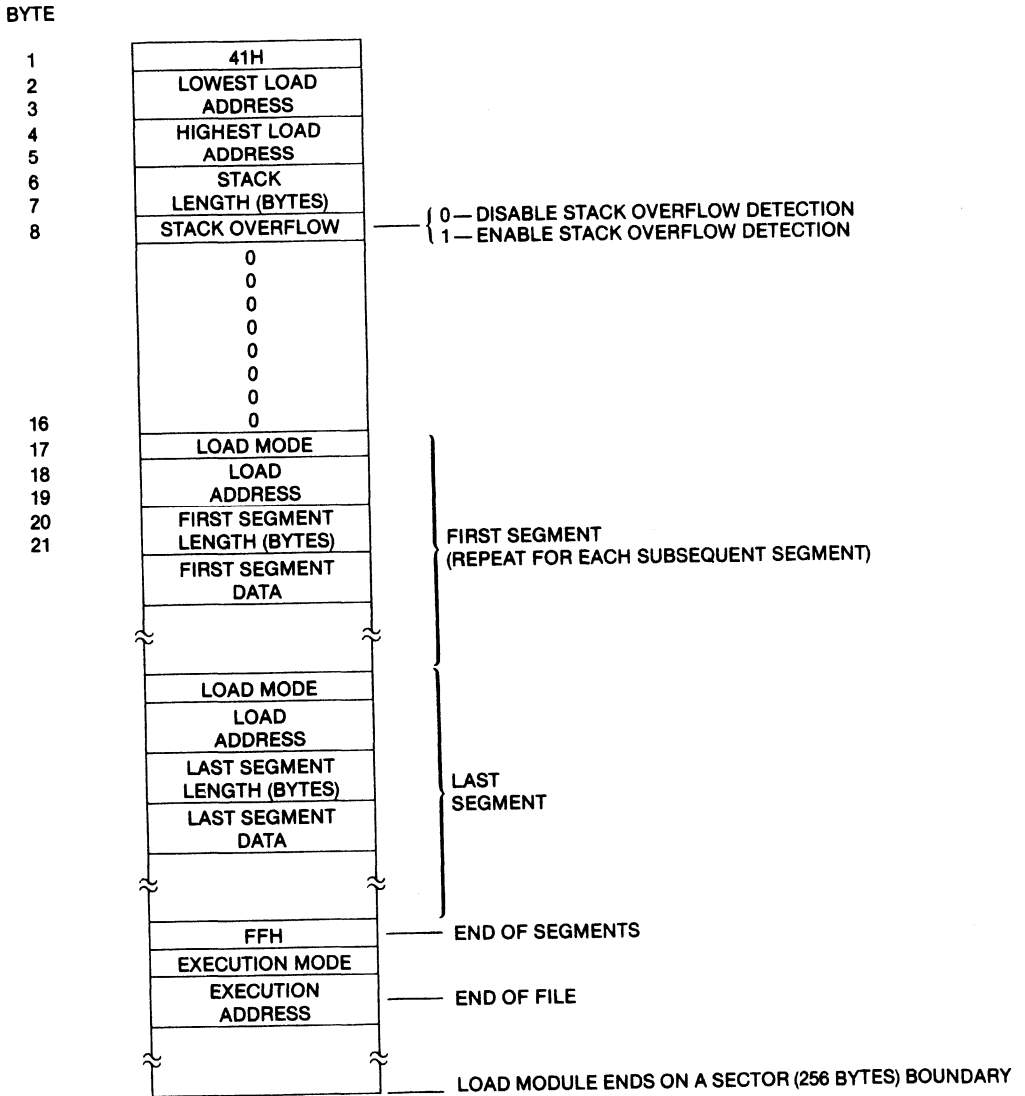 BYTE
1 41H
2 LOWEST LOAD
3 ADDRESS
4 HIGHEST LOAD
5 ADDRESS
6 STACK
7 LENGTH (BYTES)
8 STACK OVERFLOW
0 — DISABLE STACK OVERFLOW DETECTION
1 — ENABLE STACK OVERFLOW DETECTION
0
0
0
0
0
0
0
16 0
17 LOAD MODE
18 LOAD
19 ADDRESS
20 FIRST SEGMENT
21 LENGTH (BYTES)
FIRST SEGMENT
DATA
FIRST SEGMENT
(REPEAT FOR EACH SUBSEQUENT SEGMENT)
LOAD MODE
LOAD
ADDRESS
LAST SEGMENT
LENGTH (BYTES)
LAST SEGMENT
DATA
LAST
SEGMENT
FFH
END OF SEGMENTS
EXECUTION MODE
EXECUTION
ADDRESS
END OF FILE
LOAD MODULE ENDS ON A SECTOR (256 BYTES) BOUNDARY